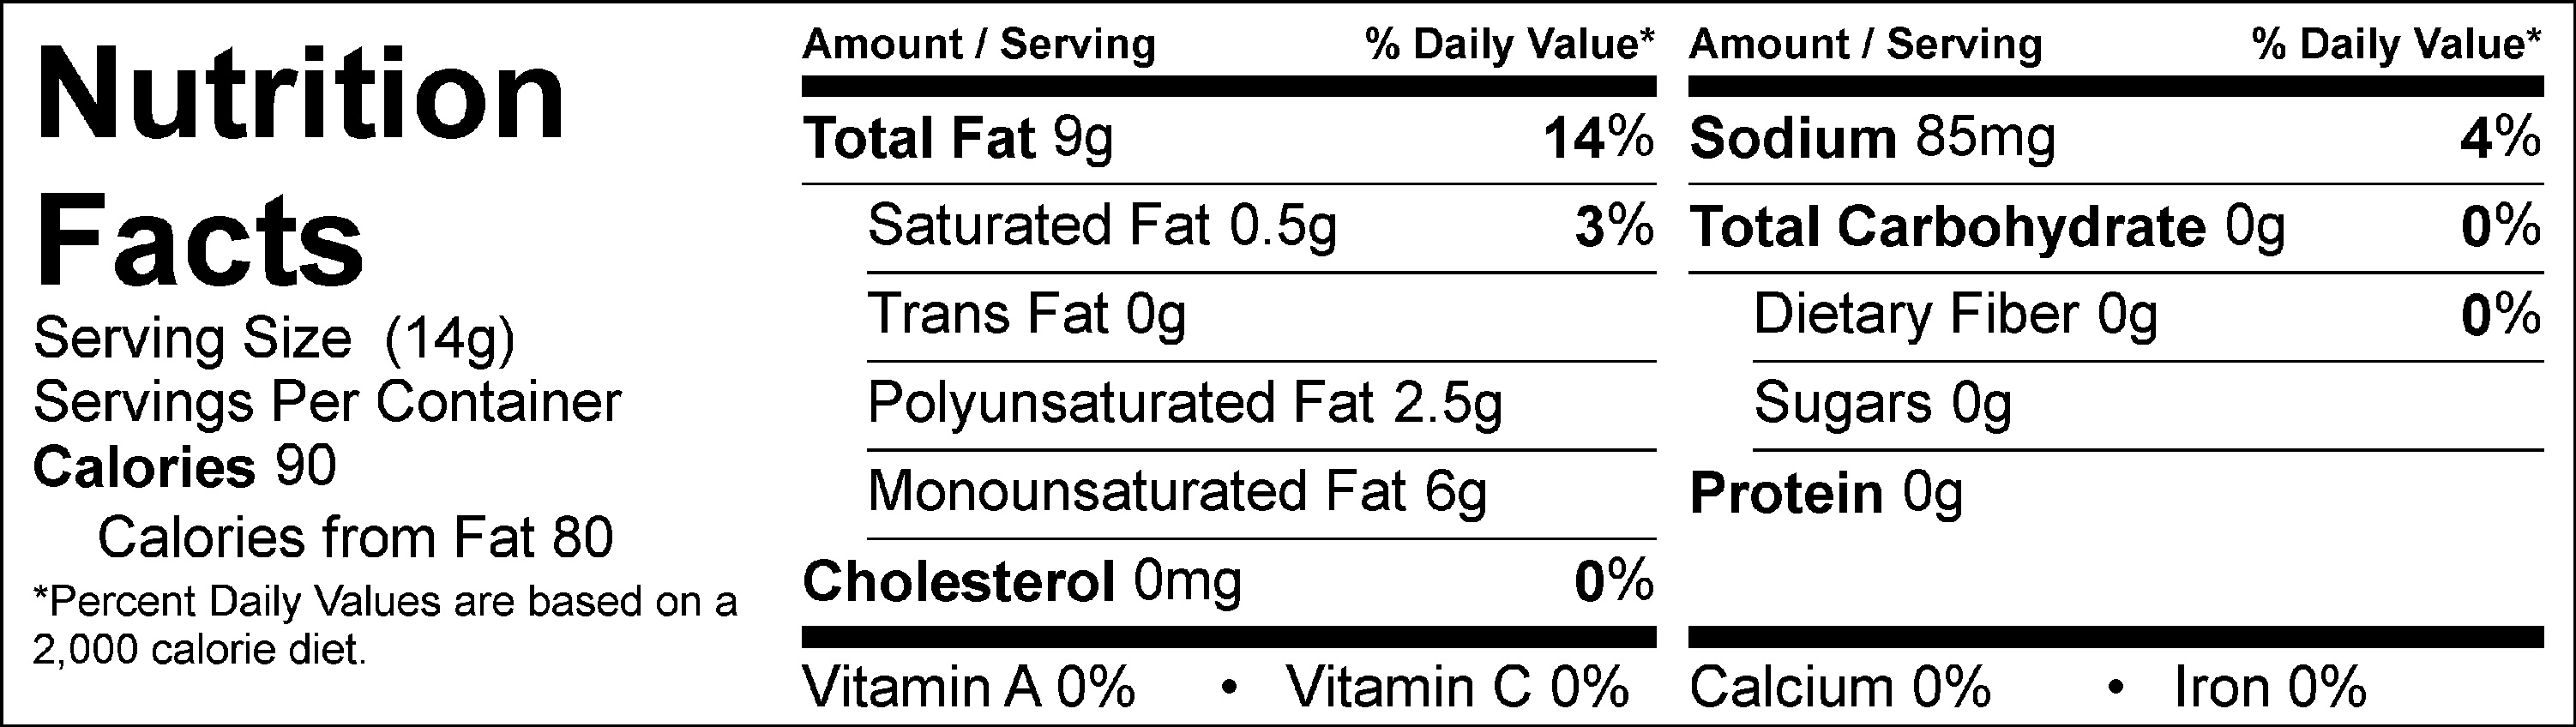 Nutrition
Facts
Serving Size  (14g)
Servings Per Container
Calories 90
Calories from Fat 80
*Percent Daily Values are based on a
2,000 calorie diet.
Amount / Serving % Daily Value*
Total Fat 9g 14%
Saturated Fat 0.5g 3%
Trans Fat 0g
Polyunsaturated Fat 2.5g
Monounsaturated Fat 6g
Cholesterol 0mg 0%
Vitamin A 0% • Vitamin C 0%
Amount / Serving % Daily Value*
Sodium 85mg 4%
Total Carbohydrate 0g 0%
Dietary Fiber 0g 0%
Sugars 0g
Protein 0g
Calcium 0% • Iron 0%